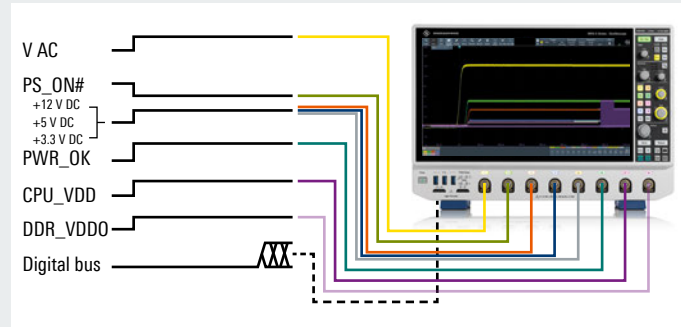 V AC
PS_ON#
+12 V DC
+5 V DC
+3.3 V DC
PWR_OK
CPU_VDD
DDR_VDDO
Digital bus